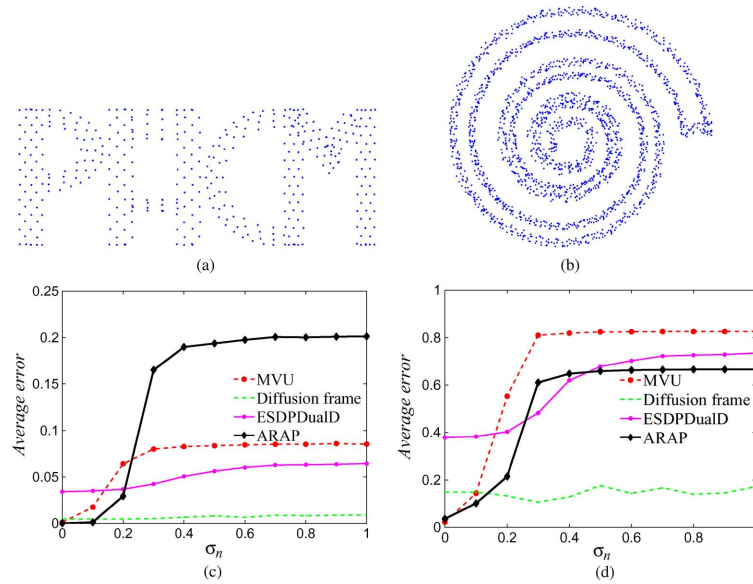 (a)
(b)
0.25
0.2
0.15
0.1
0.05
0
Average error
0
0.2
0.4
0.6
0.8
1
σn
MVU
Diffusion frame
ESDPDualD
ARAP
(c)
1
0.8
0.6
0.4
0.2
0
Average error
0
0.2
0.4
0.6
0.8
1
σn
MVU
Diffusion frame
ESDPDualD
ARAP
(d)